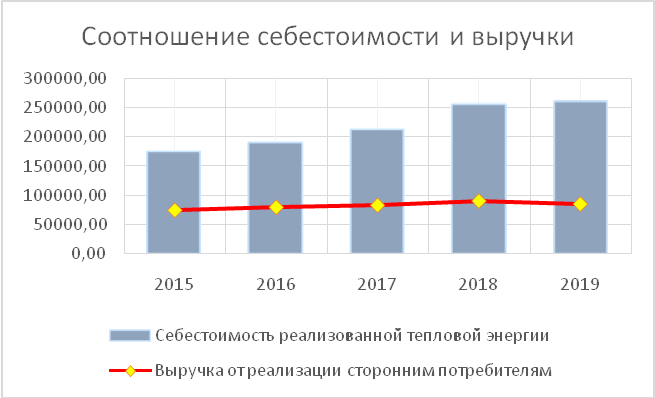 Соотношение себестоимости и выручки
300000,00
250000,00
200000,00
150000,00
100000,00
50000,00
0,00
2015 2016 2017 2018 2019
Себестоимость реализованной тепловой энергии
Выручка от реализации сторонним потребителям